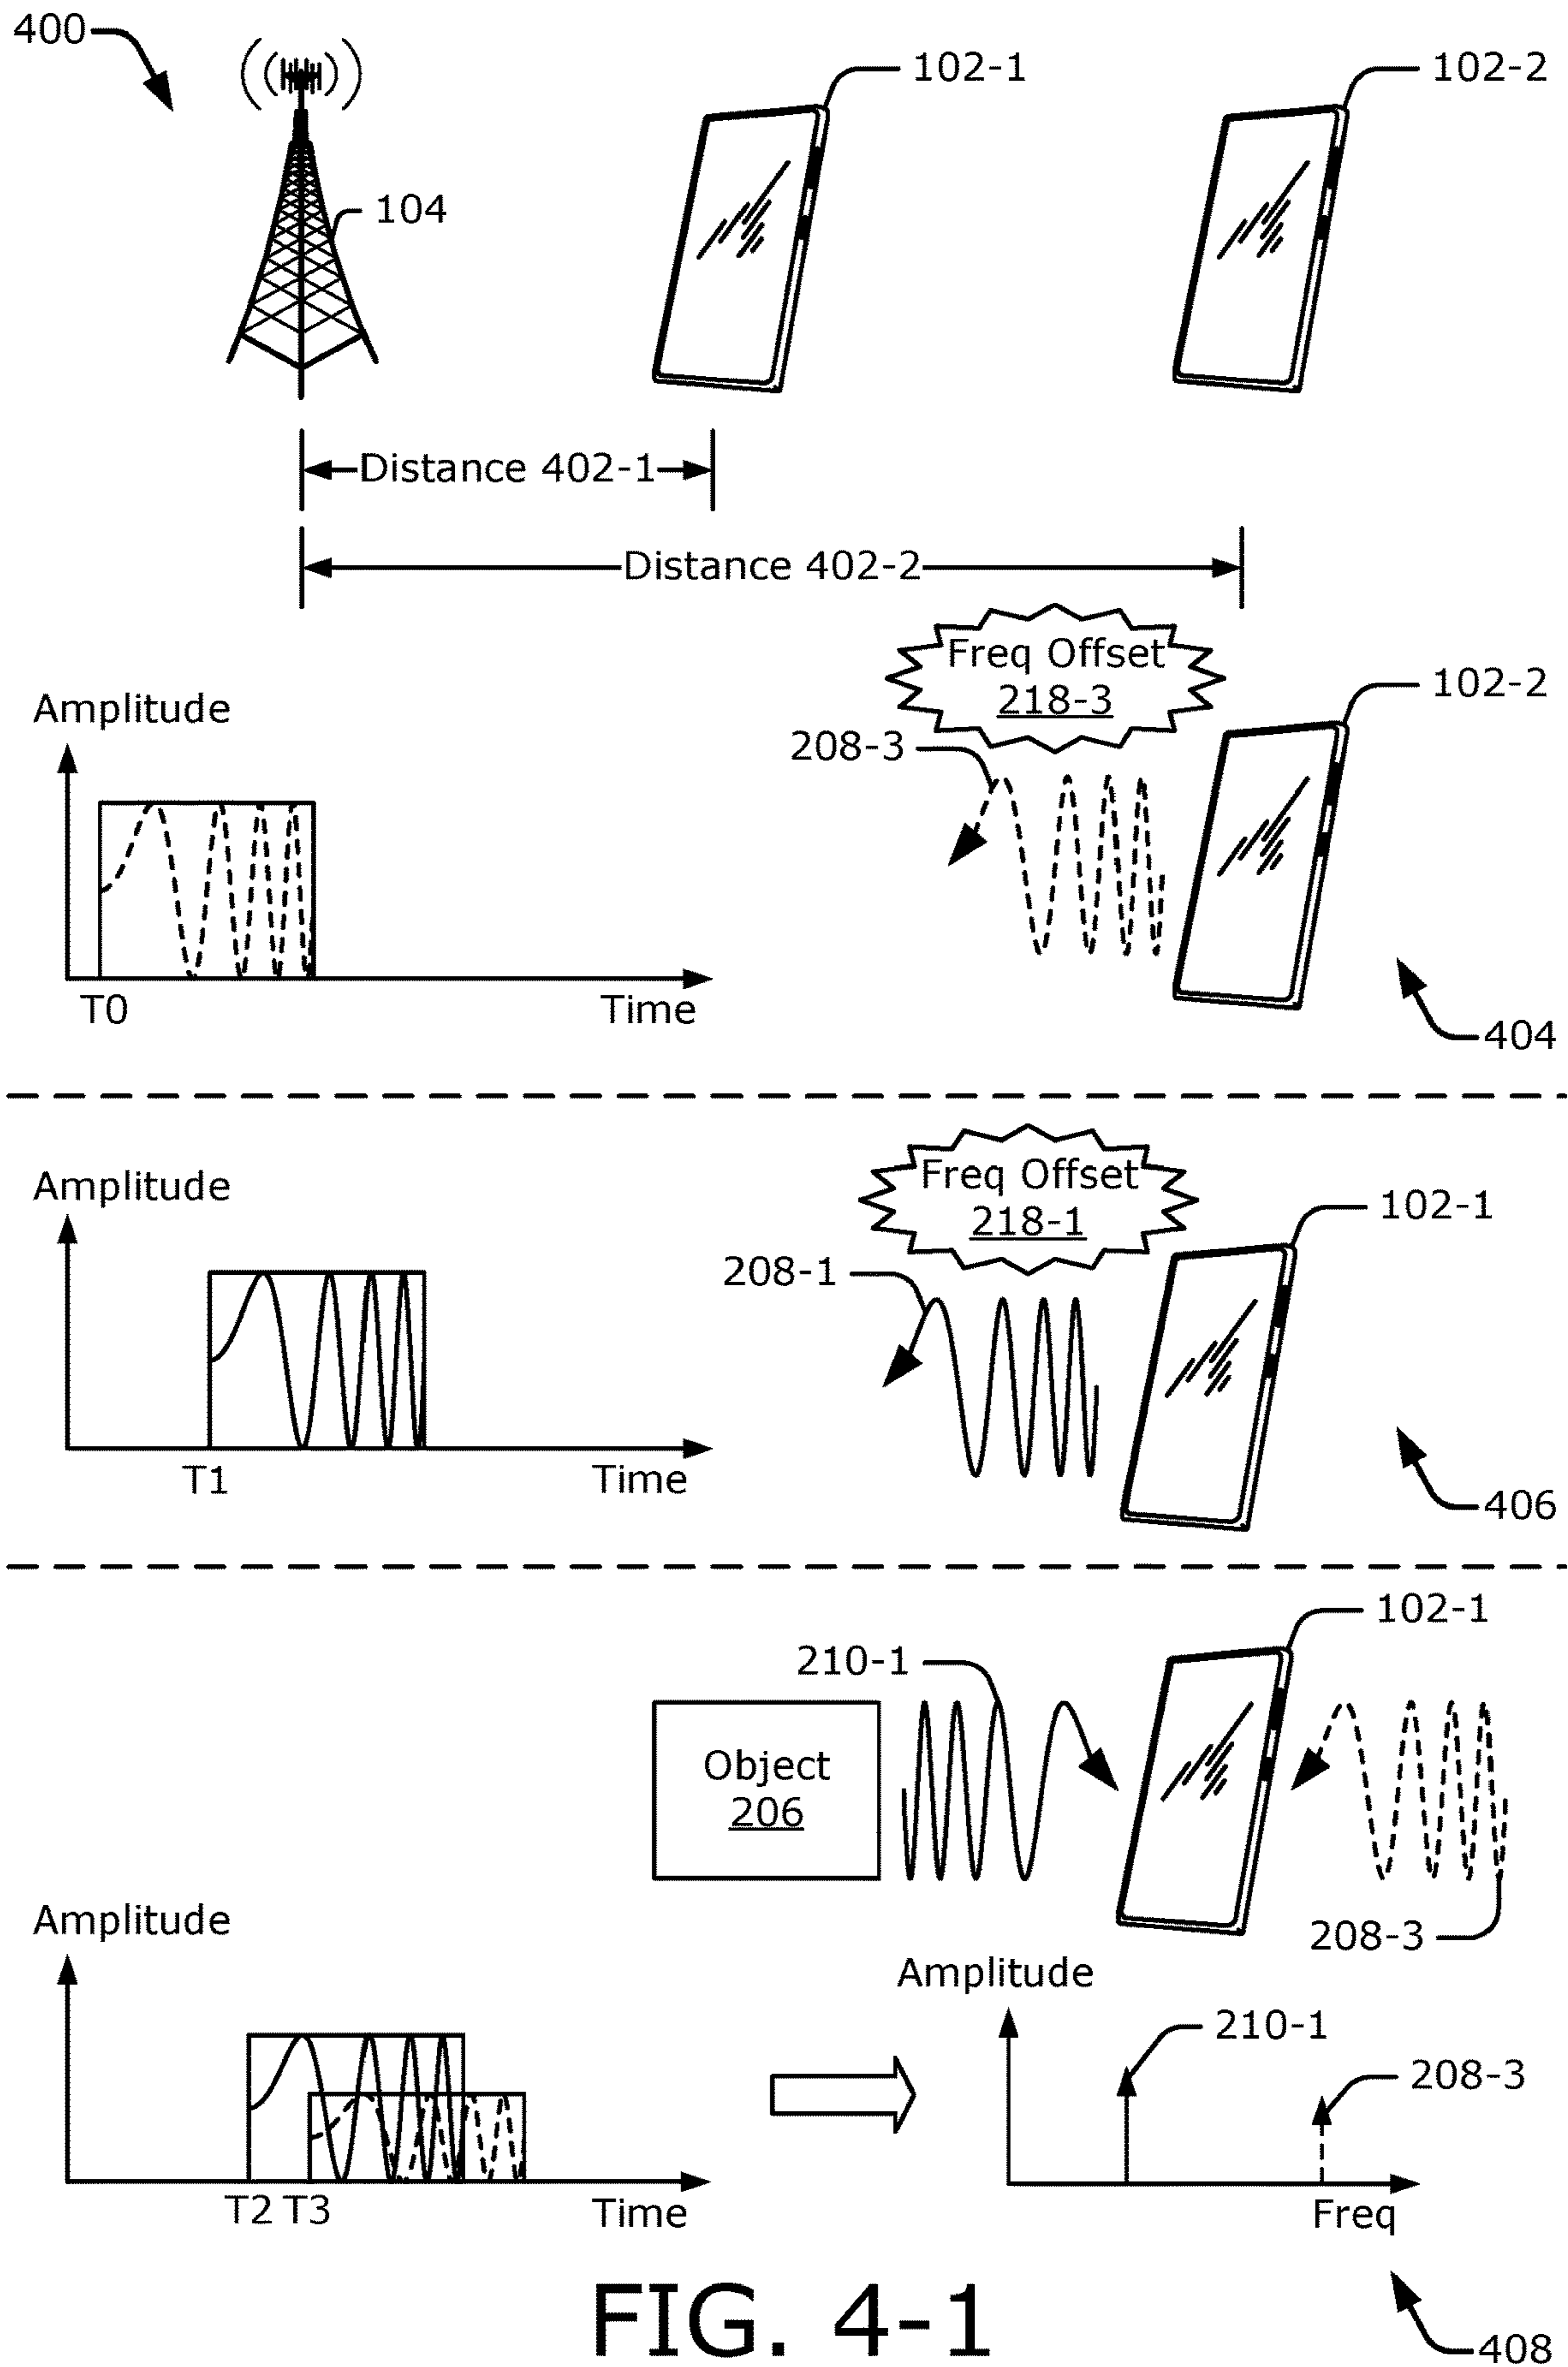 400
102-1
102-2
104
Distance 402-1
Distance 402-2
Freq Offset
218-3
102-2
Amplitude
208-3
T0
Time
404
Freq Offset
218-1
Amplitude
102-1
208-1
T1
Time
406
102-1
210-1
Object
206
Amplitude
208-3
Amplitude
210-1
208-3
T2 T3
Time
Freq
FIG. 4-1
408